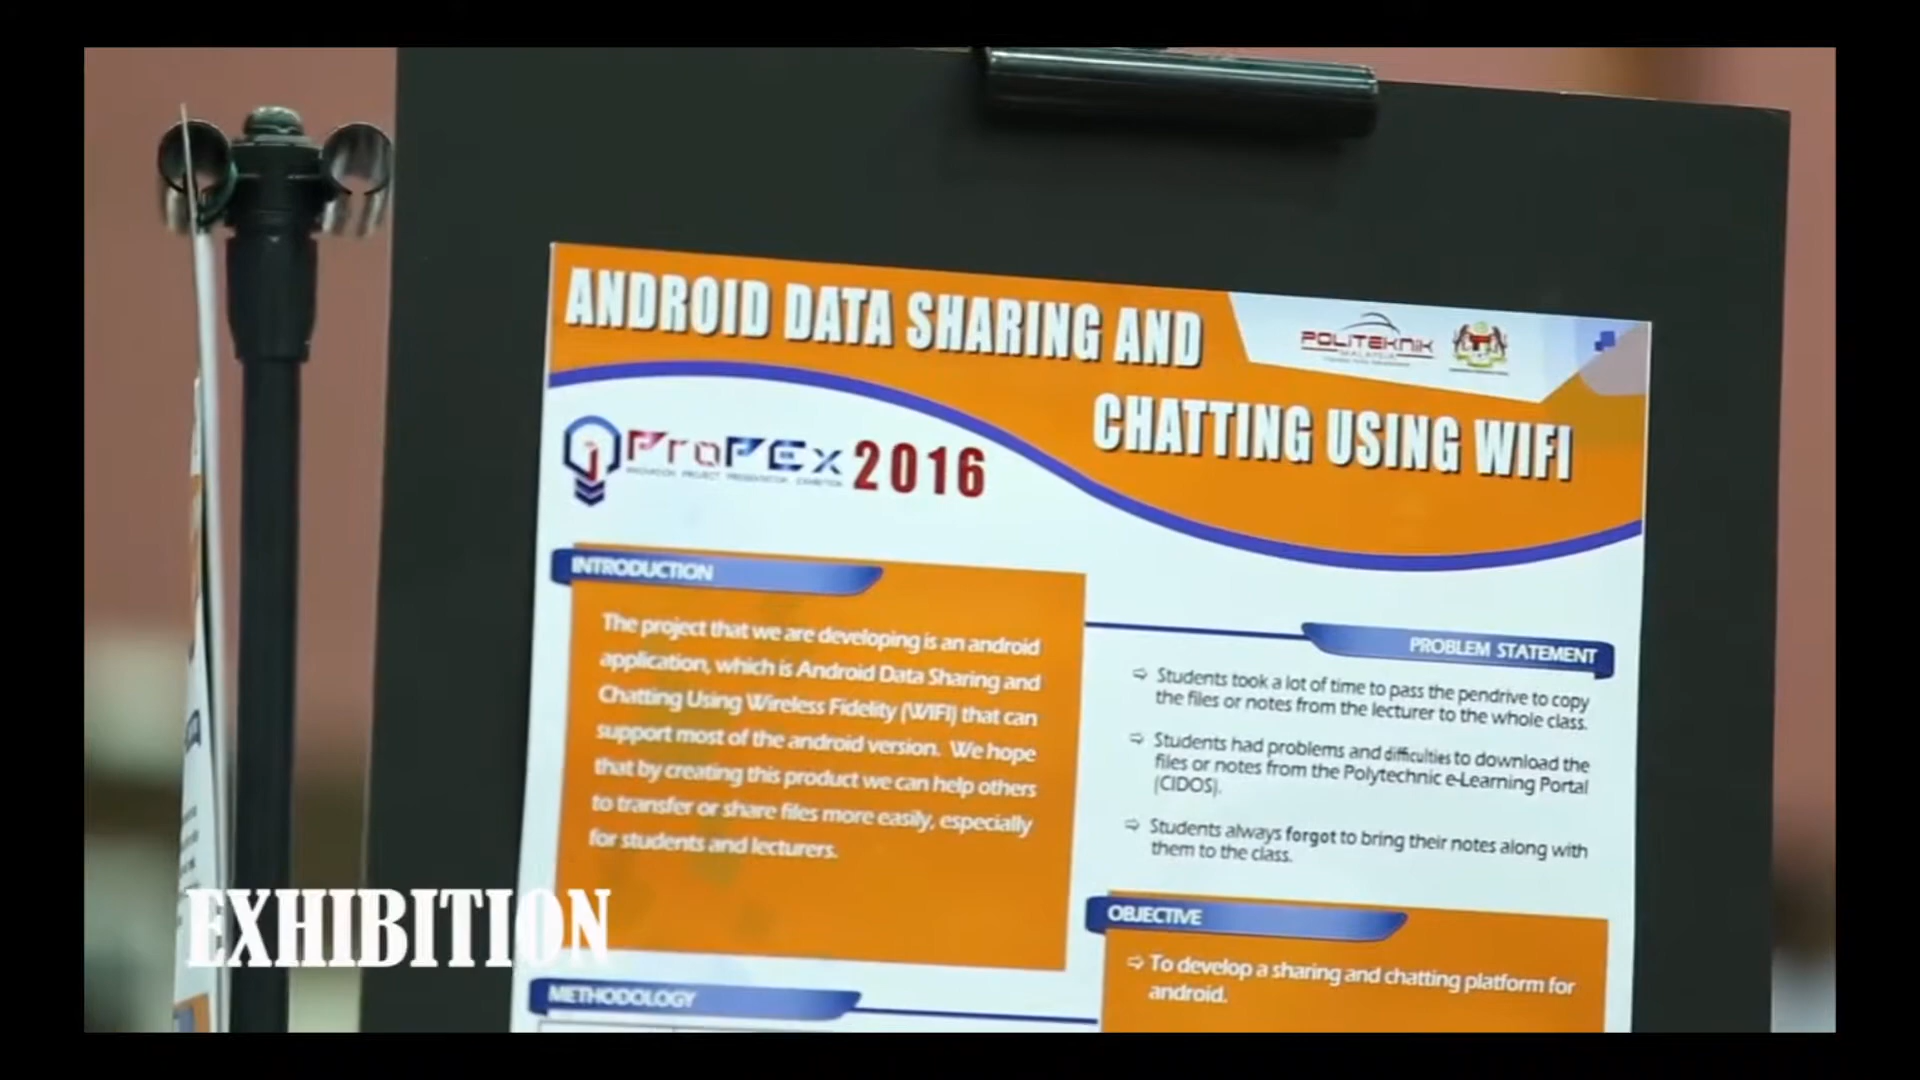 ANDROID DATA SHARING AND
CHATTING USING WIFI
POLITEKNIK
MALAYSIA
iPROPEx 2016
INNOVATION PROJECT PRESENTATION EXHIBITION
INTRODUCTION
The project that we are developing is an android
application, which is Android Data Sharing and
Chatting Using Wireless Fidelity (WIFI) that can
support most of the android version. We hope
that by creating this product we can help others
to transfer or share files more easily, especially
for students and lecturers.
PROBLEM STATEMENT
⇨ Students took a lot of time to pass the pendrive to copy
the files or notes from the lecturer to the whole class.
⇨ Students had problems and difficulties to download the
files or notes from the Polytechnic e-Learning Portal
(CIDOS).
⇨ Students always forgot to bring their notes along with
them to the class.
OBJECTIVE
⇨ To develop a sharing and chatting platform for
android.
METHODOLOGY
EXHIBITION